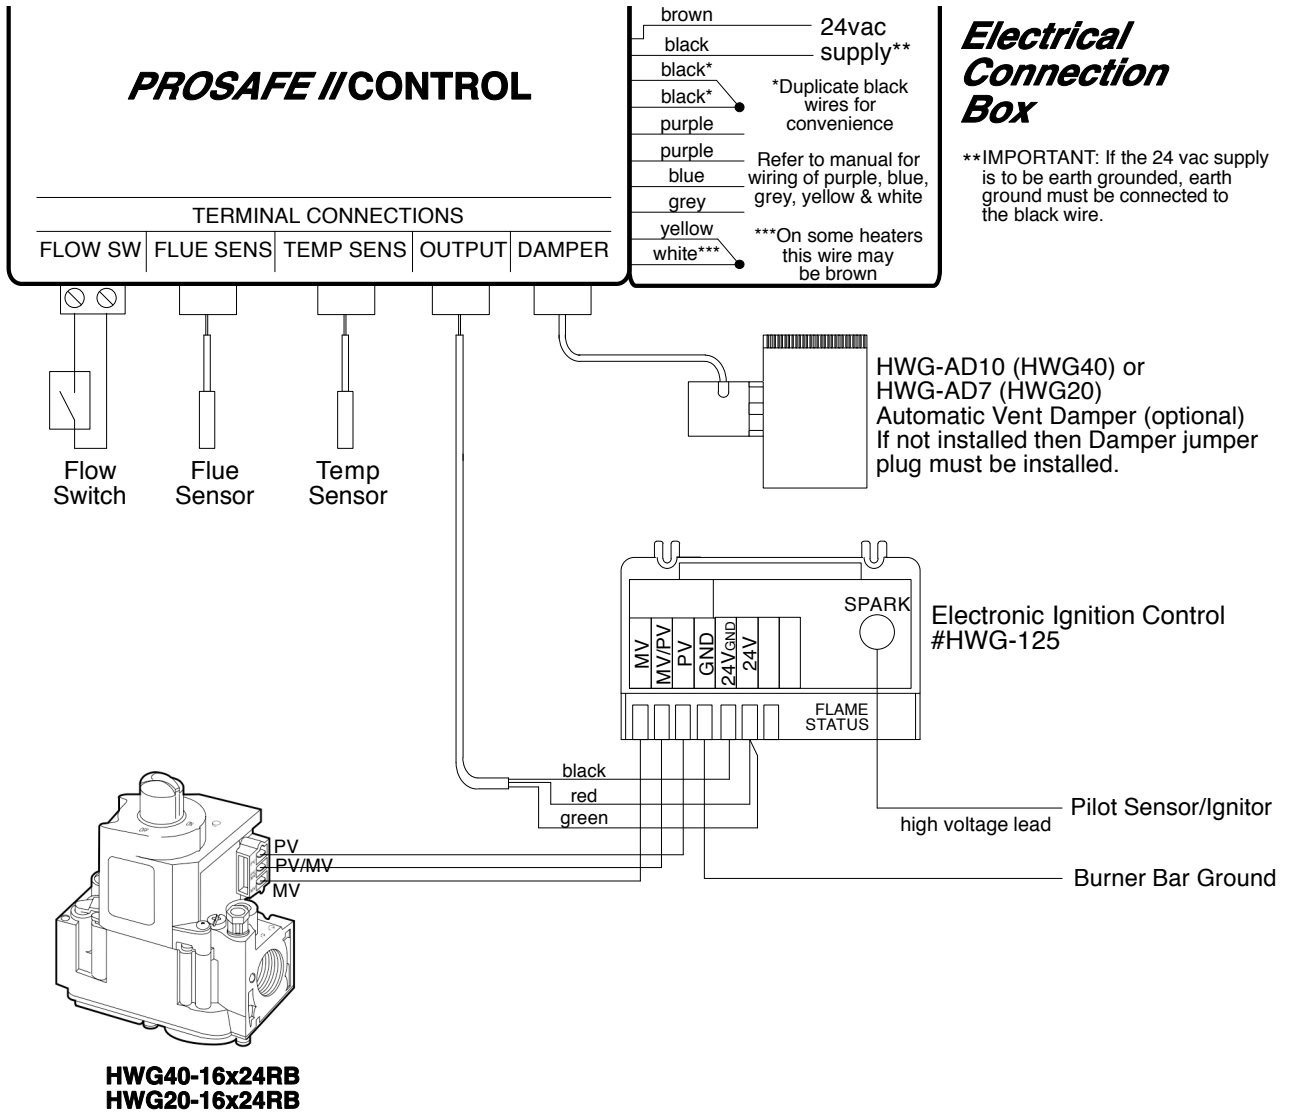 PROSAFE II CONTROL
TERMINAL CONNECTIONS
FLOW SW
FLUE SENS
TEMP SENS
OUTPUT
DAMPER
brown
black
black*
black*
purple
purple
blue
grey
yellow
white***
24vac
supply**
*Duplicate black
wires for
convenience
Refer to manual for
wiring of purple, blue,
grey, yellow & white
***On some heaters
this wire may
be brown
Electrical
Connection
Box
**IMPORTANT: If the 24 vac supply
is to be earth grounded, earth
ground must be connected to
the black wire.
Flow
Switch
Flue
Sensor
Temp
Sensor
HWG-AD10 (HWG40) or
HWG-AD7 (HWG20)
Automatic Vent Damper (optional)
If not installed then Damper jumper
plug must be installed.
MV
MV/PV
PV
GND
24VGND
24V
SPARK
FLAME
STATUS
Electronic Ignition Control
#HWG-125
black
red
green
high voltage lead
Pilot Sensor/Ignitor
Burner Bar Ground
PV
PV/MV
MV
HWG40-16x24RB
HWG20-16x24RB